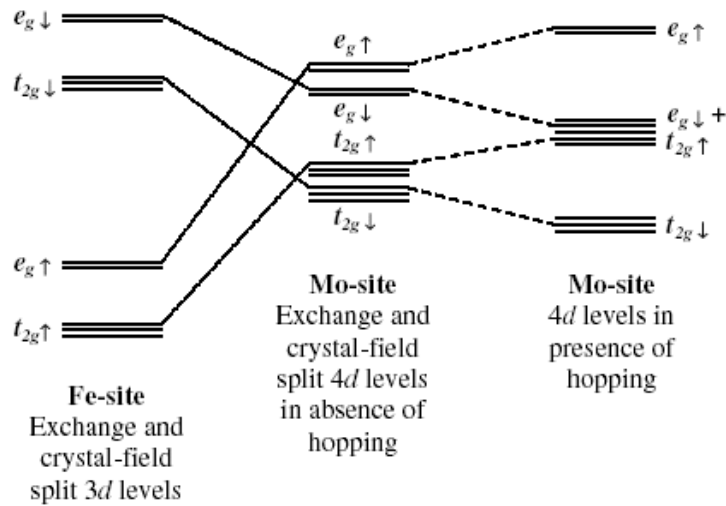 e_g↓
t_2g↓
e_g↑
t_2g↑
Fe-site
Exchange and
crystal-field
split 3d levels
e_g↑
e_g↓
t_2g↑
t_2g↓
Mo-site
Exchange and
crystal-field
split 4d levels
in absence of
hopping
e_g↑
e_g↓+
t_2g↑
t_2g↓
Mo-site
4d levels in
presence of
hopping